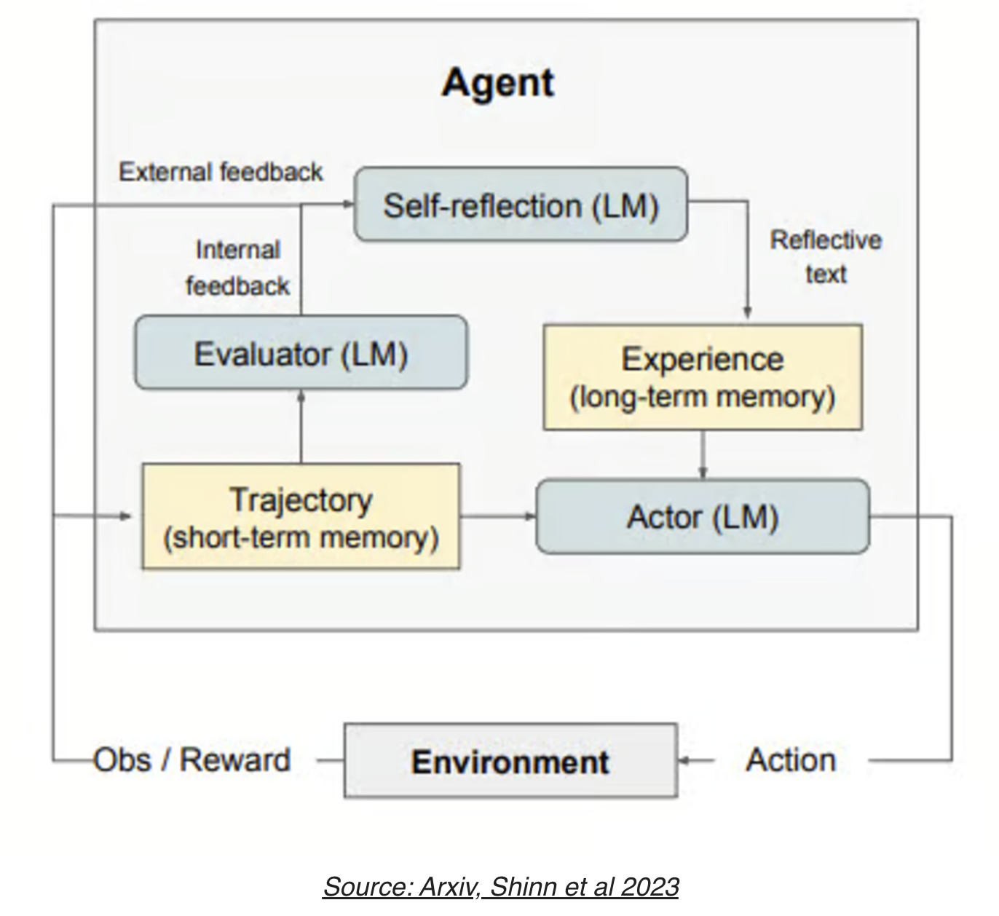 Agent
External feedback
Self-reflection (LM)
Internal
feedback
Reflective
text
Evaluator (LM)
Experience
(long-term memory)
Trajectory
(short-term memory)
Actor (LM)
Obs / Reward
Environment
Action
Source: Arxiv, Shinn et al 2023